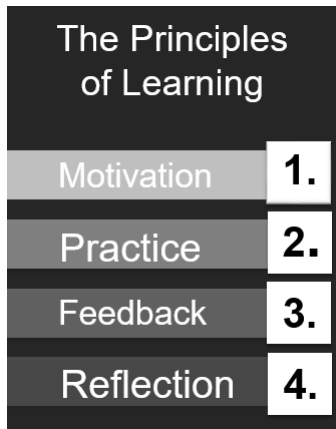 The Principles
of Learning
Motivation 1.
Practice 2.
Feedback 3.
Reflection 4.